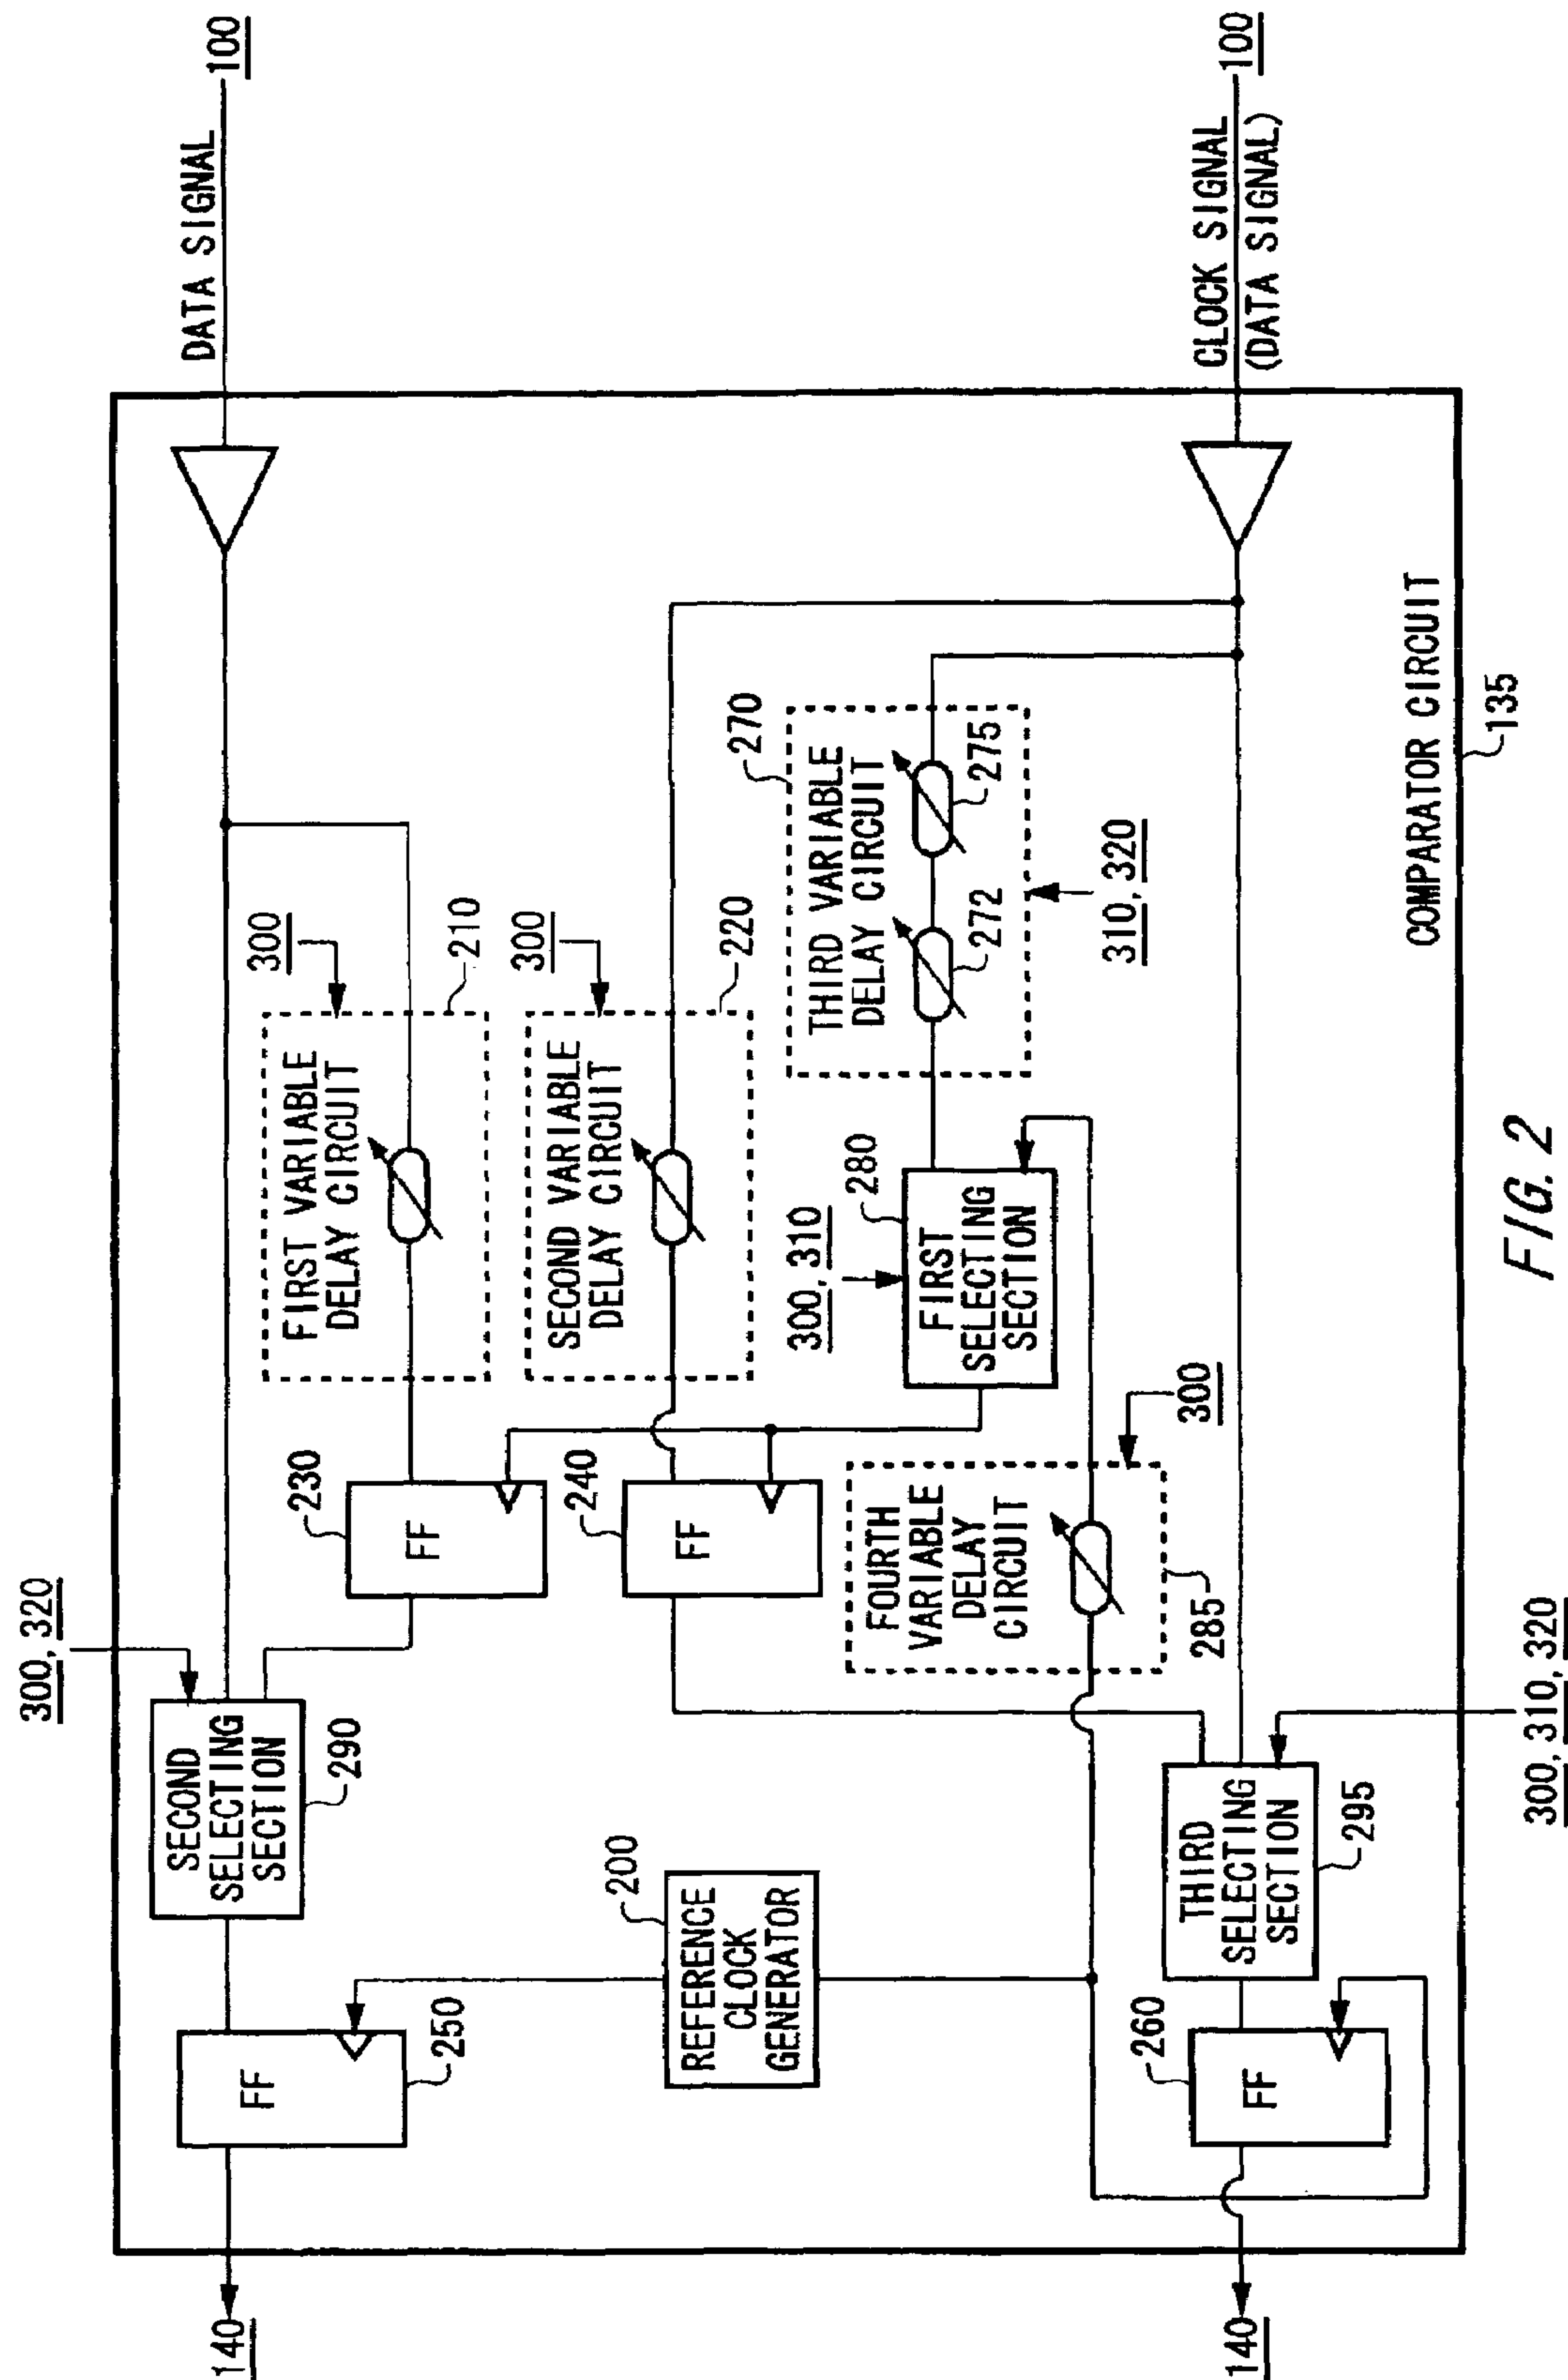 300, 320
140
FF
250
SECOND
SELECTING
SECTION
290
FF
230
FIRST VARIABLE
DELAY CIRCUIT
210
300
DATA SIGNAL
100
REFERENCE
CLOCK
GENERATOR
200
FF
240
SECOND VARIABLE
DELAY CIRCUIT
220
300
FOURTH
VARIABLE
DELAY
CIRCUIT
285
300
300, 310
FIRST
SELECTING
SECTION
280
THIRD VARIABLE
DELAY CIRCUIT
270
272
275
310, 320
140
FF
260
THIRD
SELECTING
SECTION
295
CLOCK SIGNAL
(DATA SIGNAL)
100
COMPARATOR CIRCUIT
135
300, 310, 320
FIG. 2